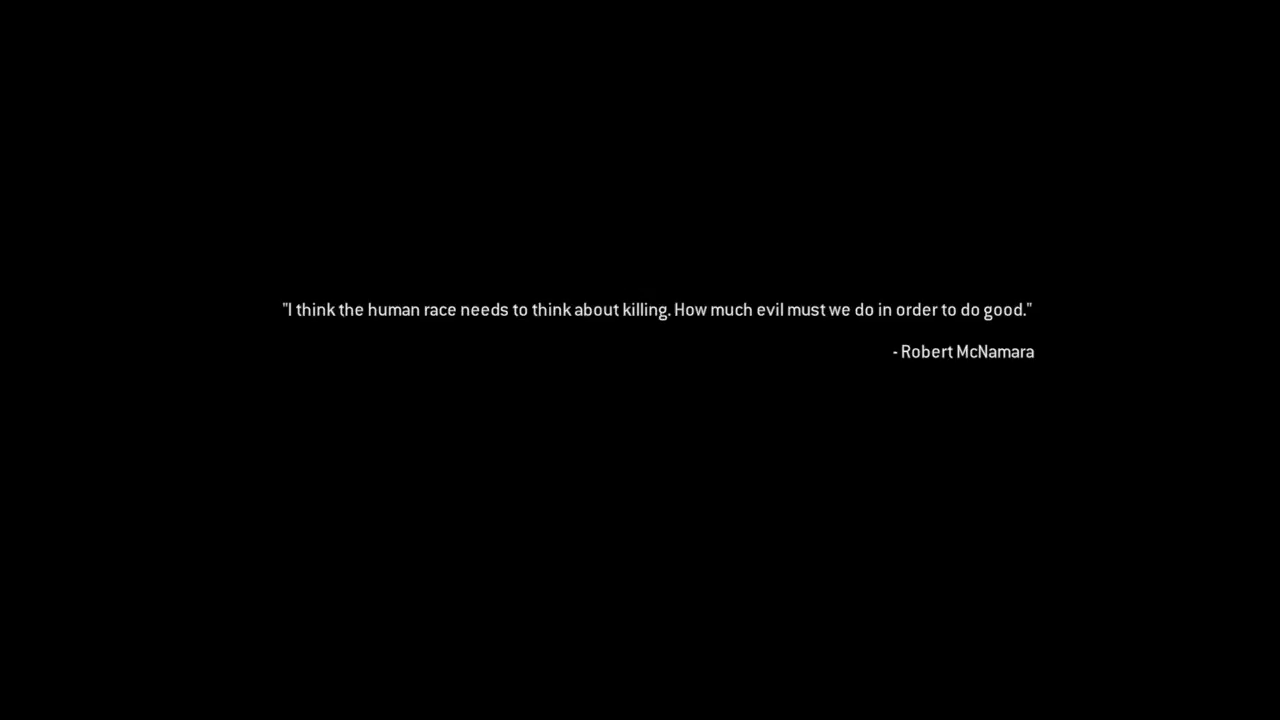 "I think the human race needs to think about killing. How much evil must we do in order to do good."
- Robert McNamara